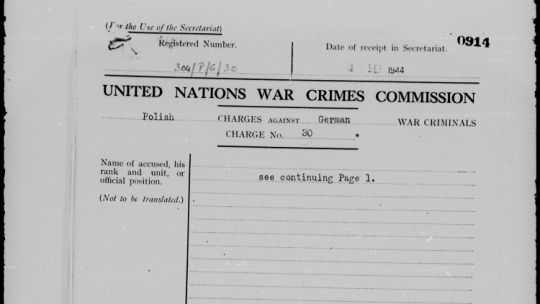 (For the Use of the Secretariat)
Registered Number.
Date of receipt in Secretariat.
0914
304/P/G/30
SEP 1944
UNITED NATIONS WAR CRIMES COMMISSION
Polish CHARGES AGAINST German WAR CRIMINALS
CHARGE No. 30 .
Name of accused, his
rank and unit, or
official position.
(Not to be translated.)
see continuing Page 1.